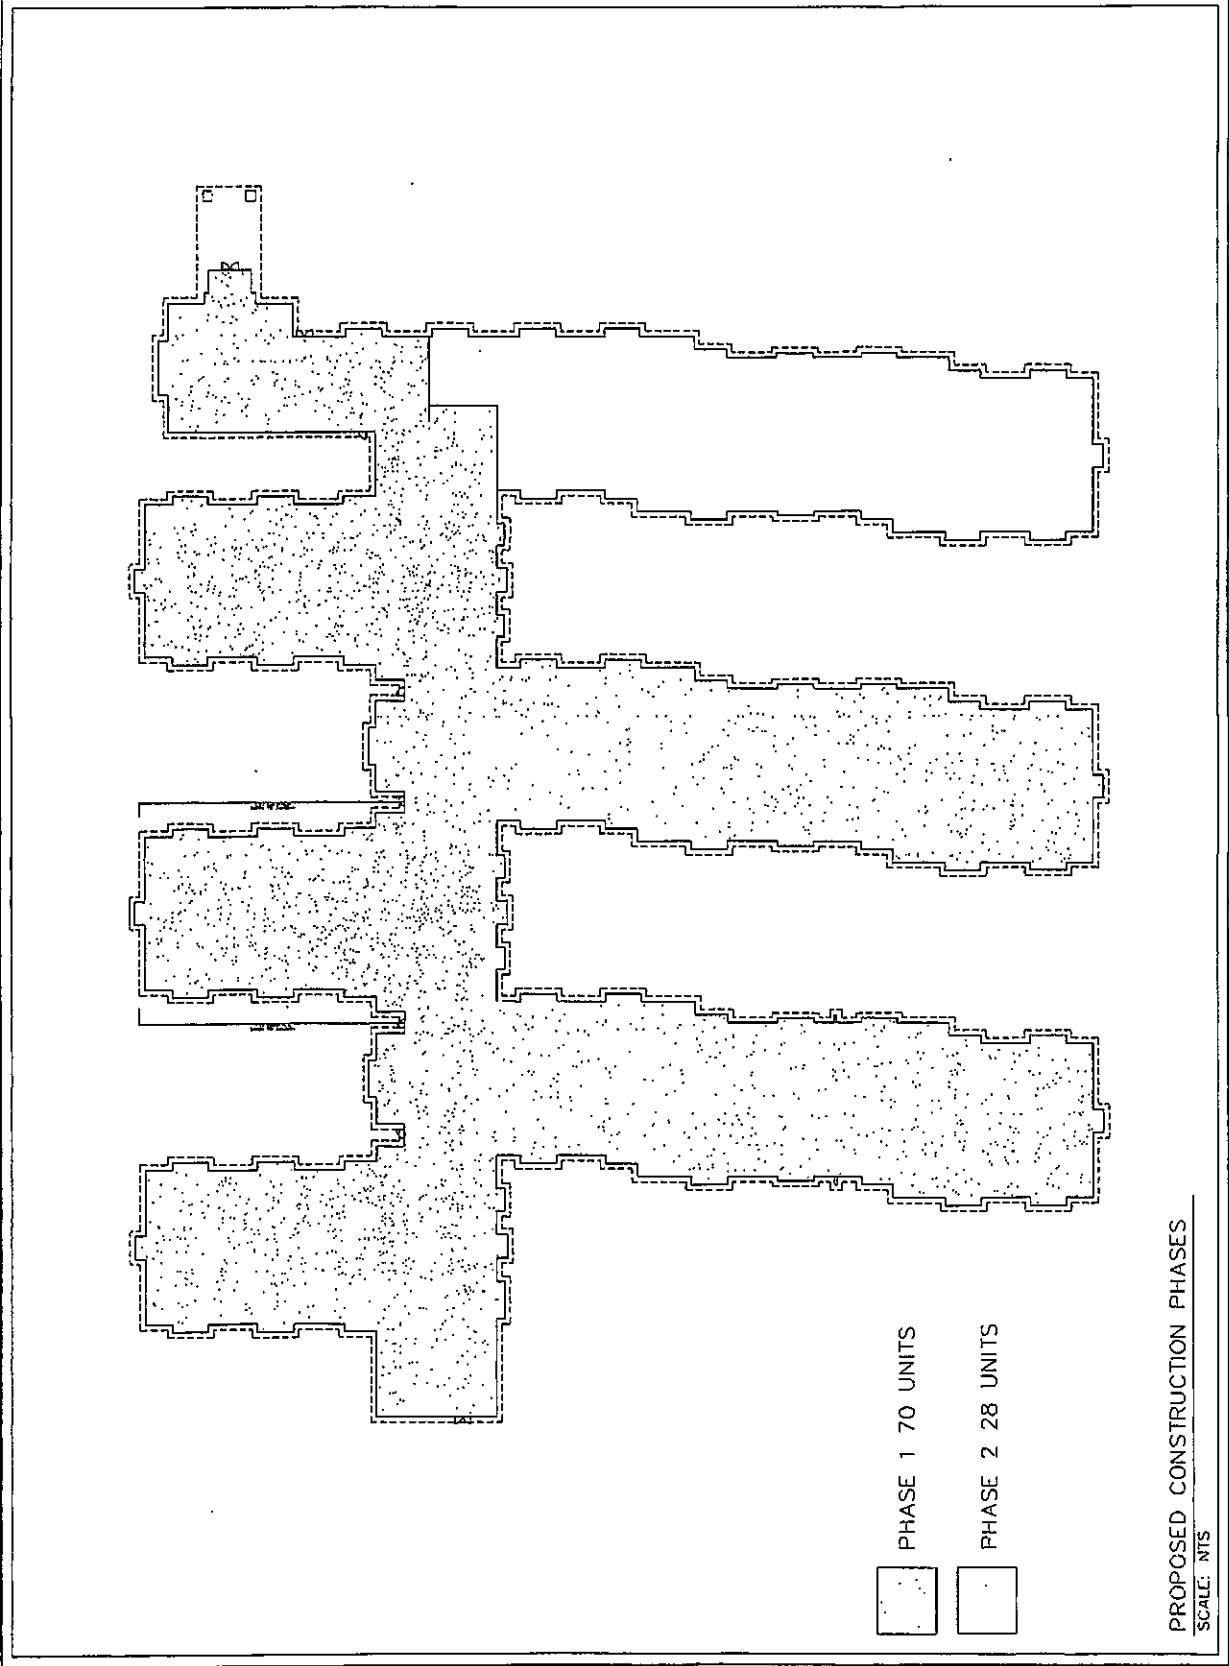 PHASE 1 70 UNITS
PHASE 2 28 UNITS
PROPOSED CONSTRUCTION PHASES
SCALE: NTS